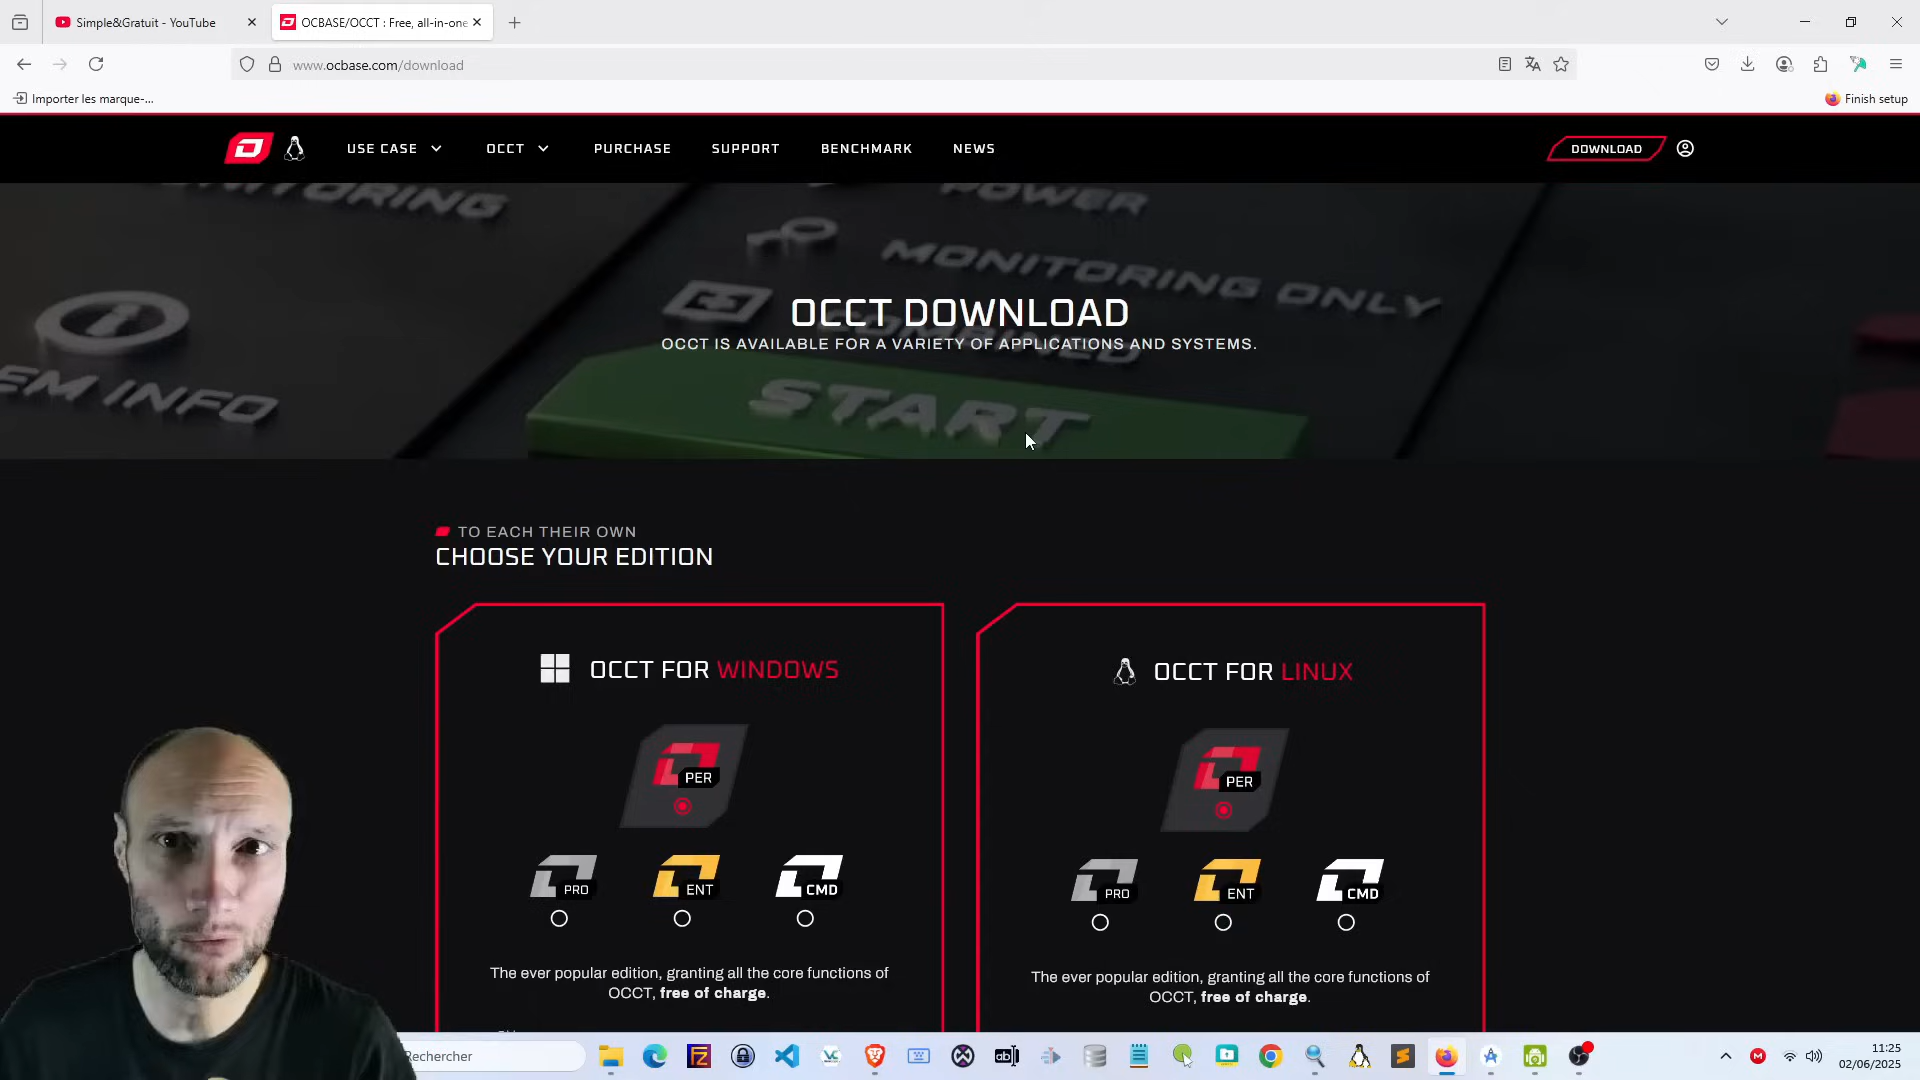 Simple&Gratuit - YouTube
OCBASE/OCCT : Free, all-in-one
www.ocbase.com/download
Importer les marque-...
Finish setup
USE CASE
OCCT
PURCHASE
SUPPORT
BENCHMARK
NEWS
DOWNLOAD
MONITORING
POWER
MONITORING ONLY
COMBINED
EM INFO
START
OCCT DOWNLOAD
OCCT IS AVAILABLE FOR A VARIETY OF APPLICATIONS AND SYSTEMS.
TO EACH THEIR OWN
CHOOSE YOUR EDITION
OCCT FOR WINDOWS
PER
PRO
ENT
CMD
The ever popular edition, granting all the core functions of
OCCT, free of charge.
OCCT FOR LINUX
PER
PRO
ENT
CMD
The ever popular edition, granting all the core functions of
OCCT, free of charge.
Rechercher
11:25
02/06/2025